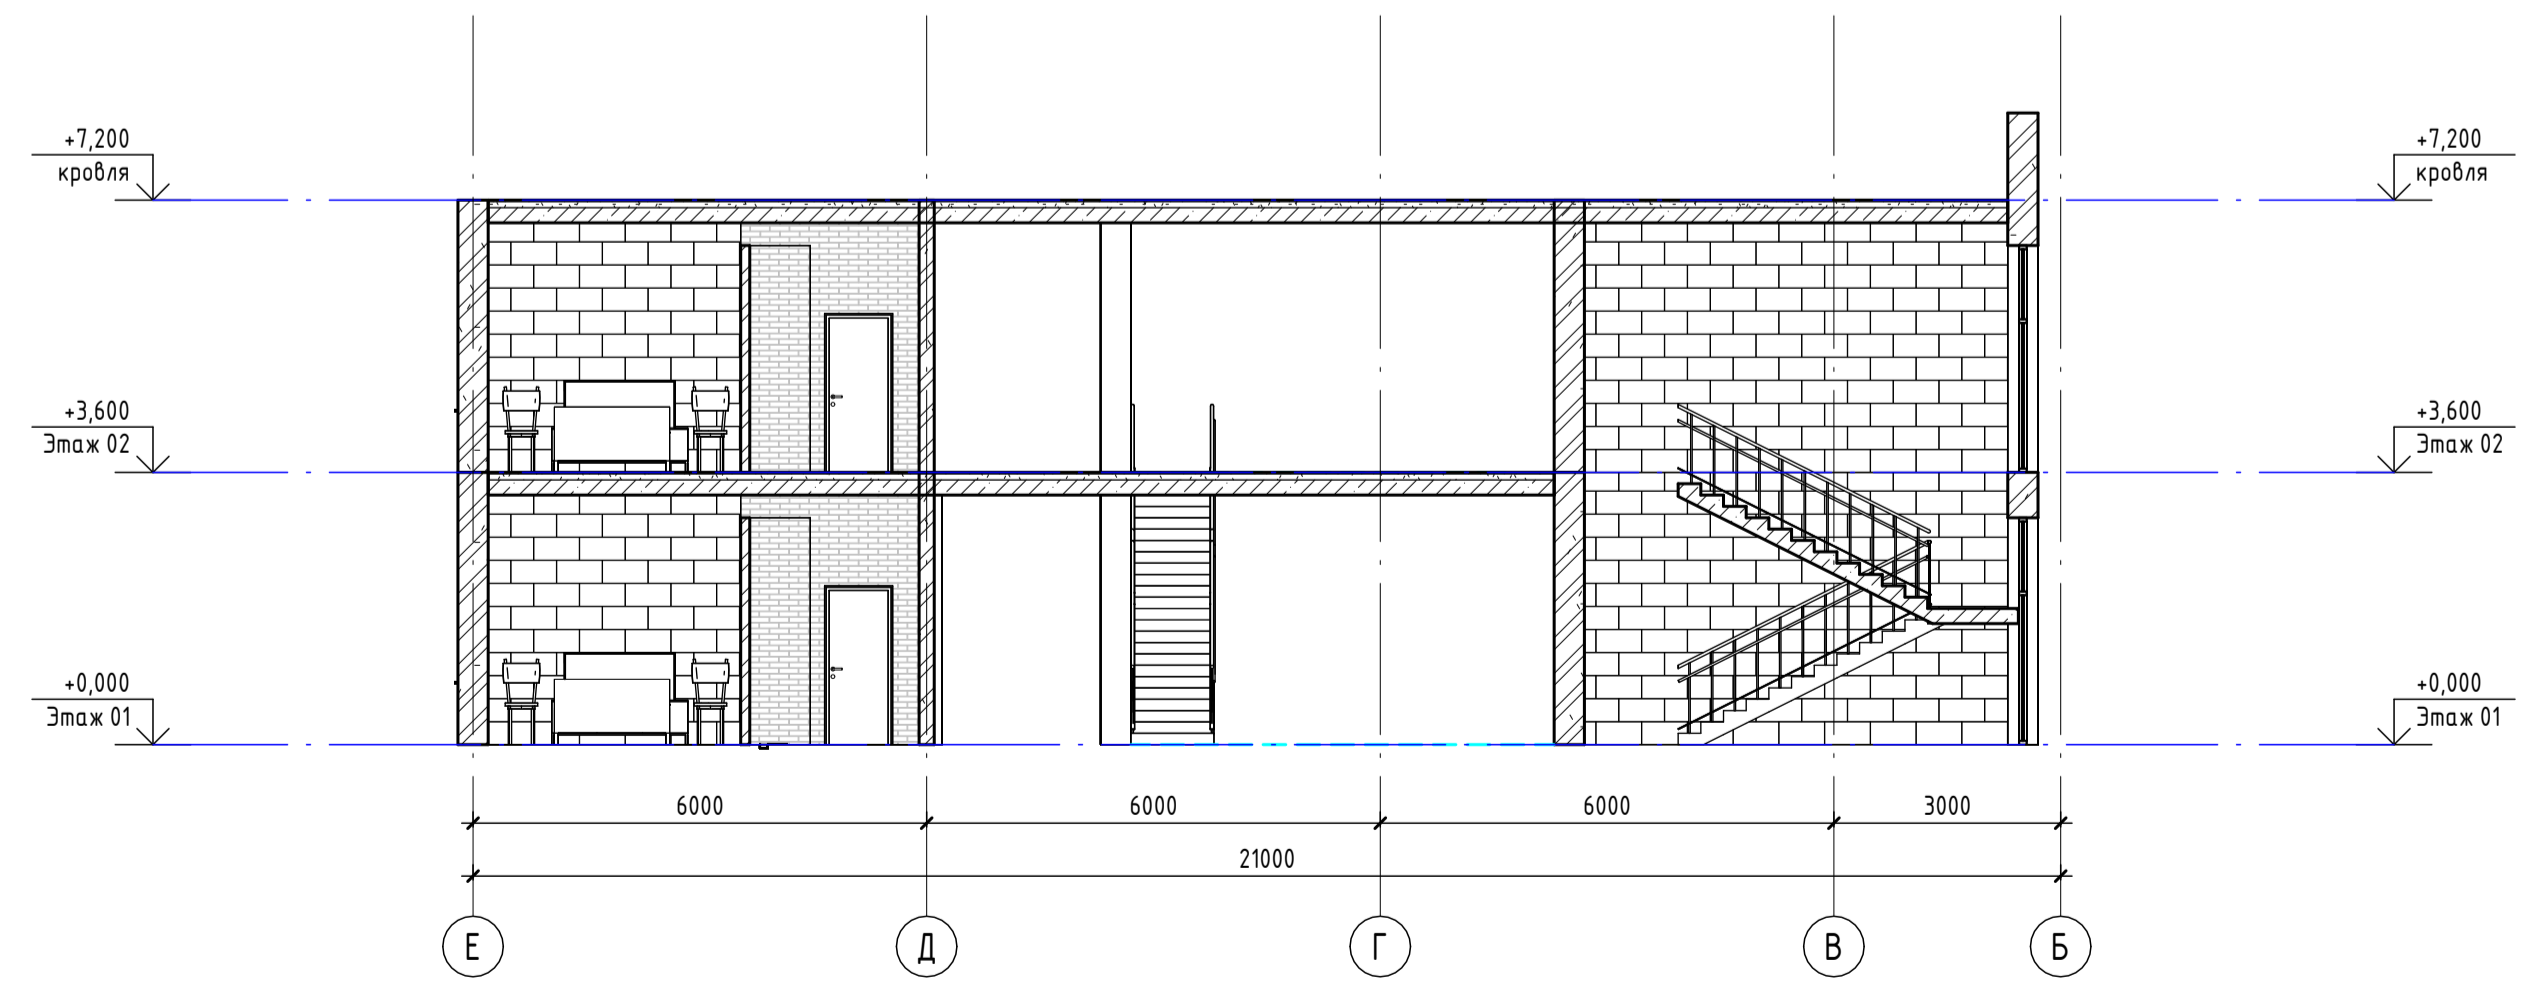 +7,200
кровля
+7,200
кровля
+3,600
Этаж 02
+3,600
Этаж 02
+0,000
Этаж 01
+0,000
Этаж 01
6000
6000
6000
3000
21000
Е
Д
Г
В
Б